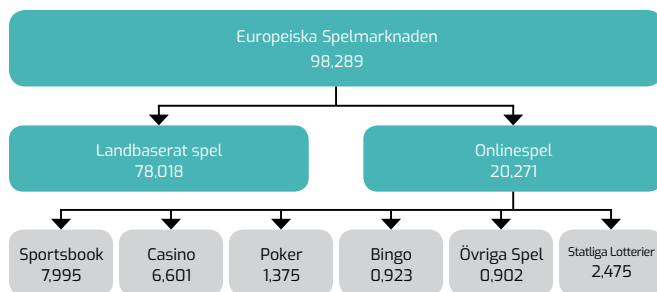 Europeiska Spelmarknaden
98,289
Landbaserat spel
78,018
Onlinespel
20,271
Sportsbook
7,995
Casino
6,601
Poker
1,375
Bingo
0,923
Övriga Spel
0,902
Statliga Lotterier
2,475